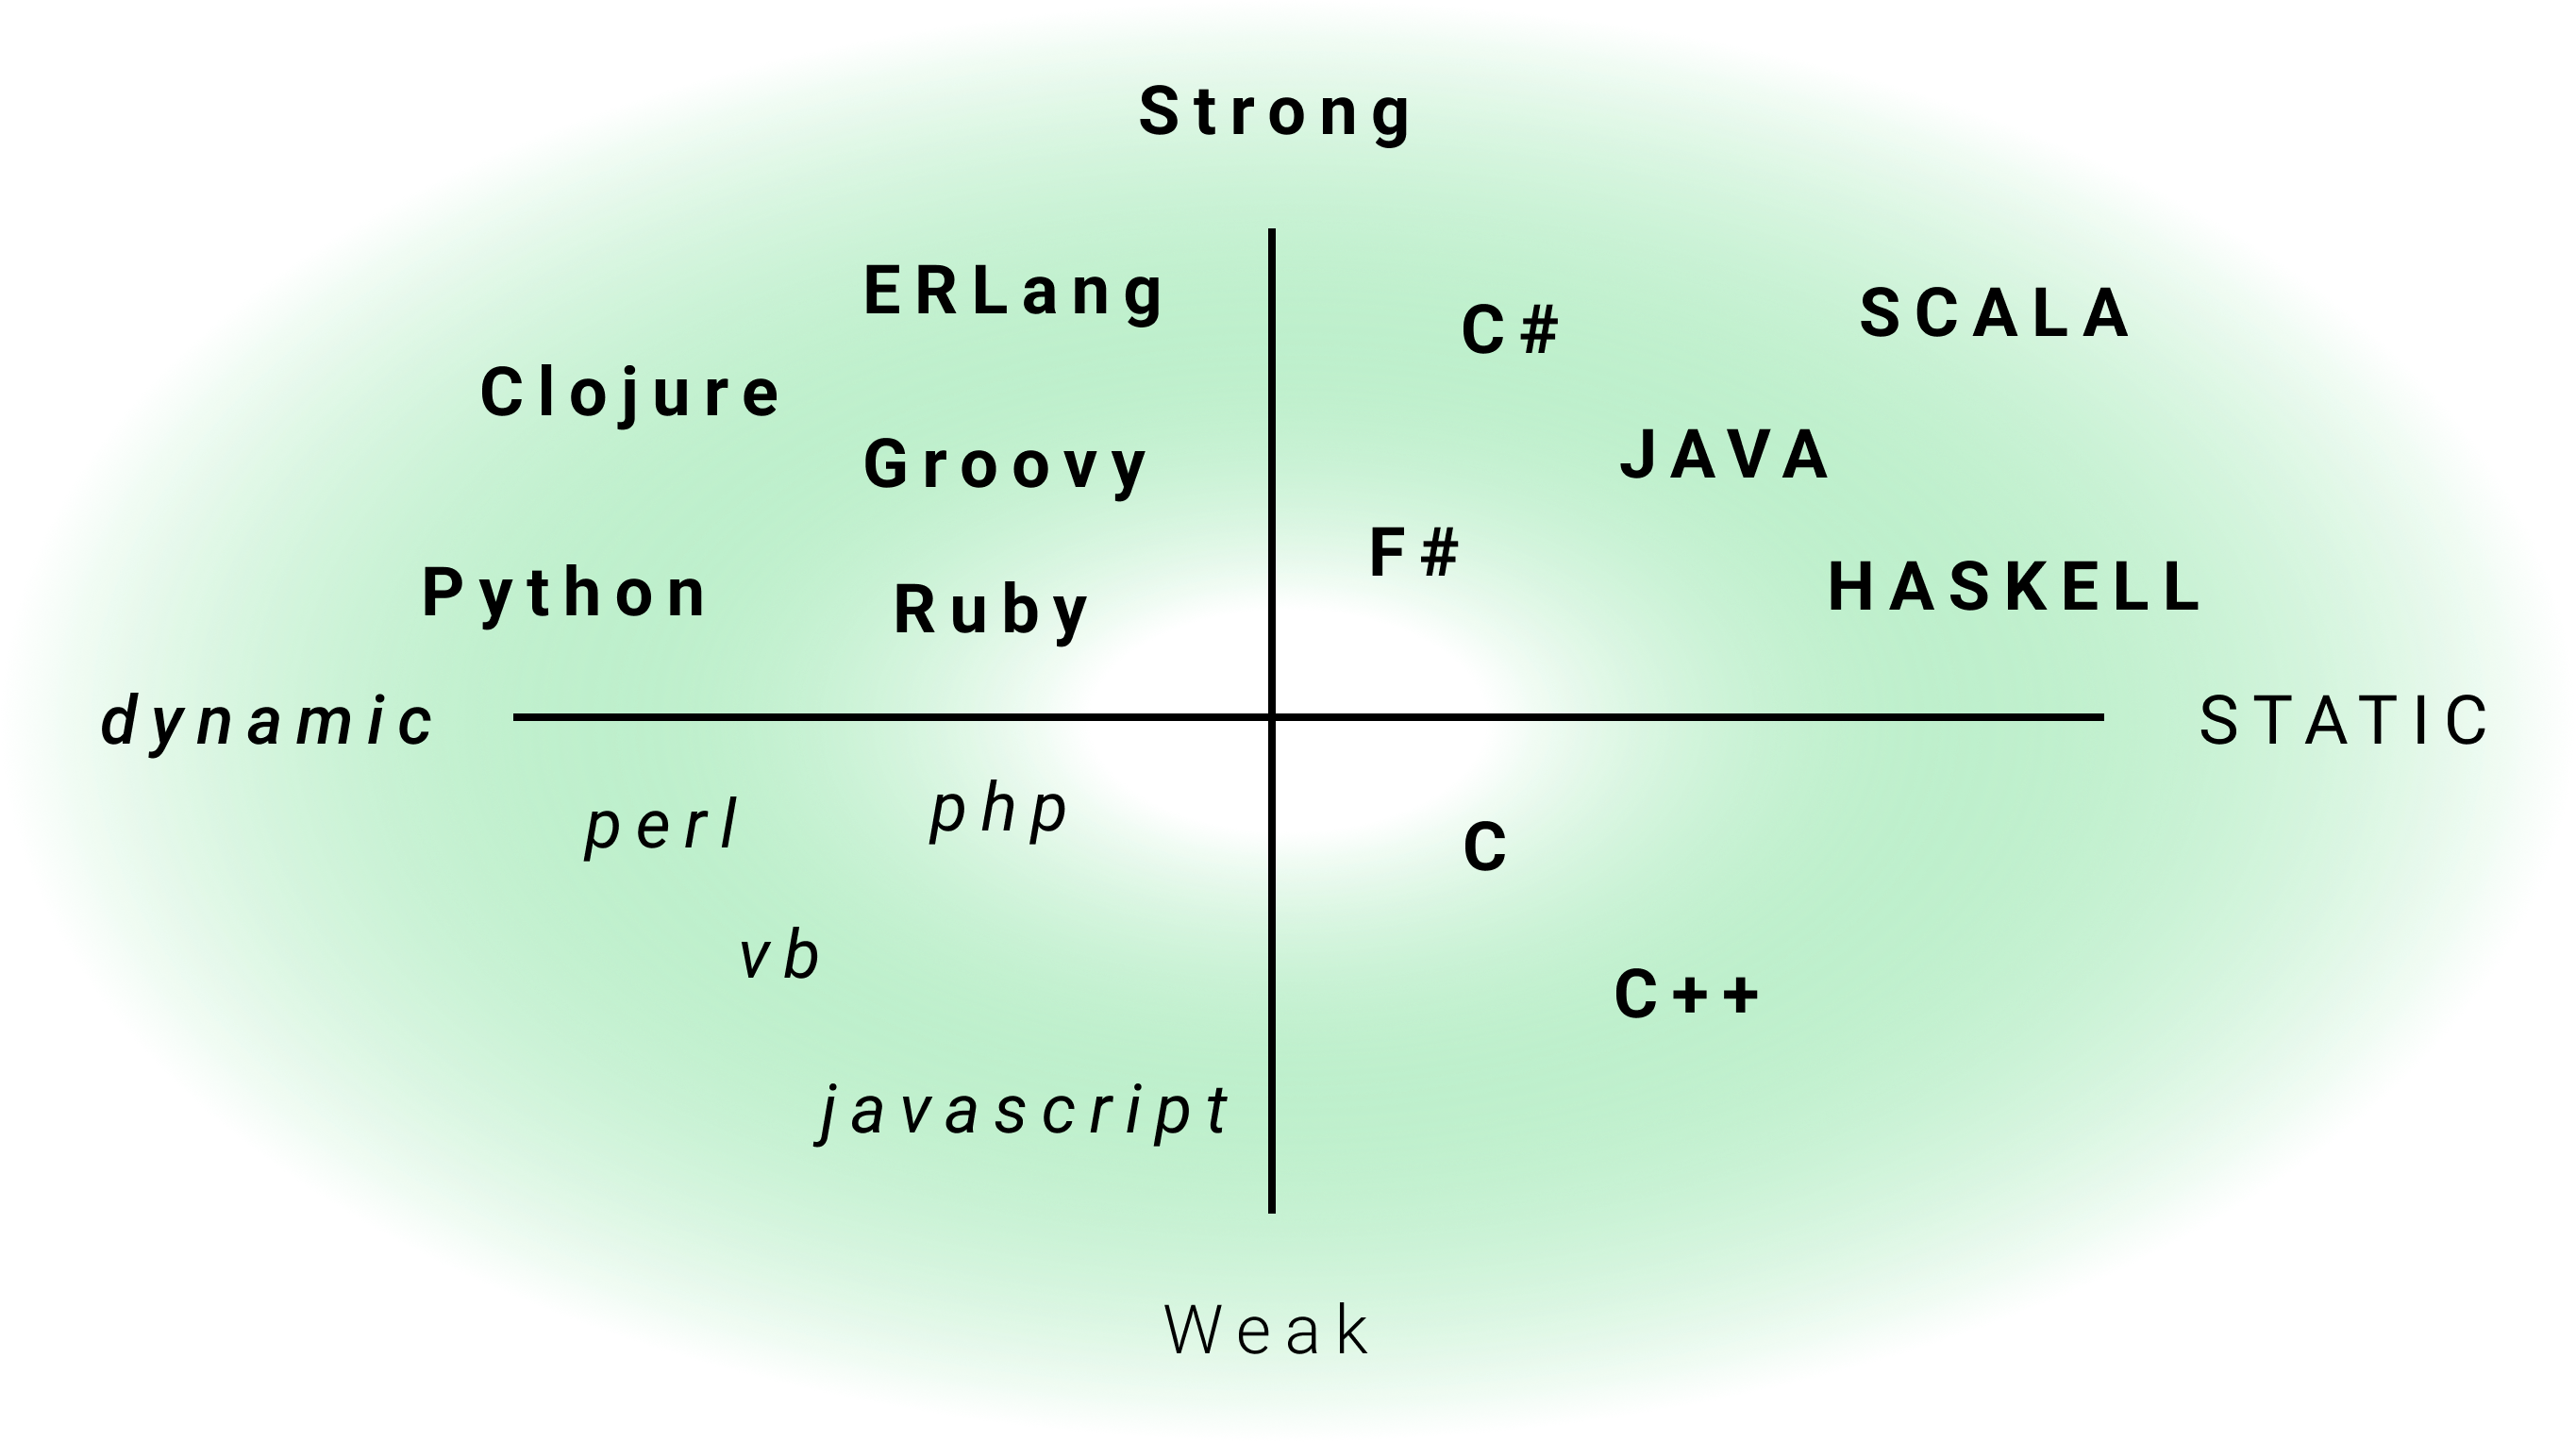 Strong
ERLang
C#
SCALA
Clojure
Groovy
JAVA
F#
Python
Ruby
HASKELL
dynamic
STATIC
perl
php
C
vb
C++
javascript
Weak